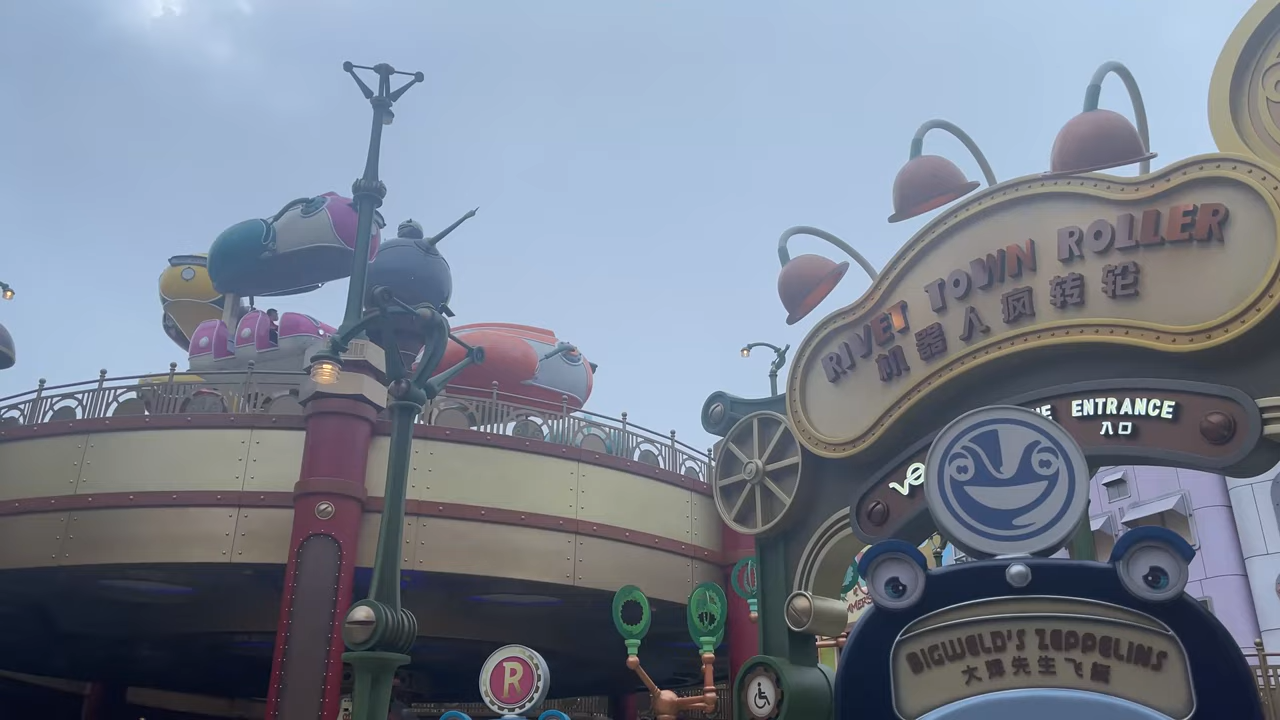 RIVET TOWN ROLLER
机器人疯转轮
ENTRANCE
入口
BIGWELD'S ZEPPELINS
大焊先生飞艇
R